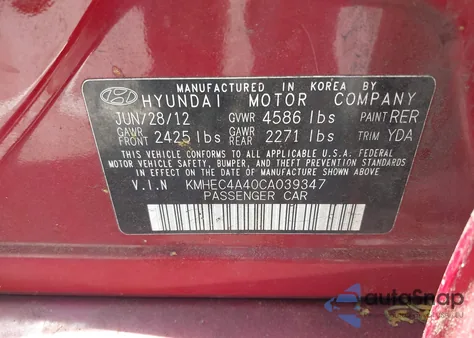 MANUFACTURED IN KOREA BY
HYUNDAI MOTOR COMPANY
JUN/28/12 GVWR 4586 lbs PAINT RER
GAWR FRONT 2425 lbs GAWR REAR 2271 lbs TRIM YDA
THIS VEHICLE CONFORMS TO ALL APPLICABLE U.S.A. FEDERAL
MOTOR VEHICLE SAFETY, BUMPER, AND THEFT PREVENTION STANDARDS
IN EFFECT ON THE DATE OF MANUFACTURE SHOWN ABOVE.
V.I.N KMHEC4A40CA039347
PASSENGER CAR
autoSnap